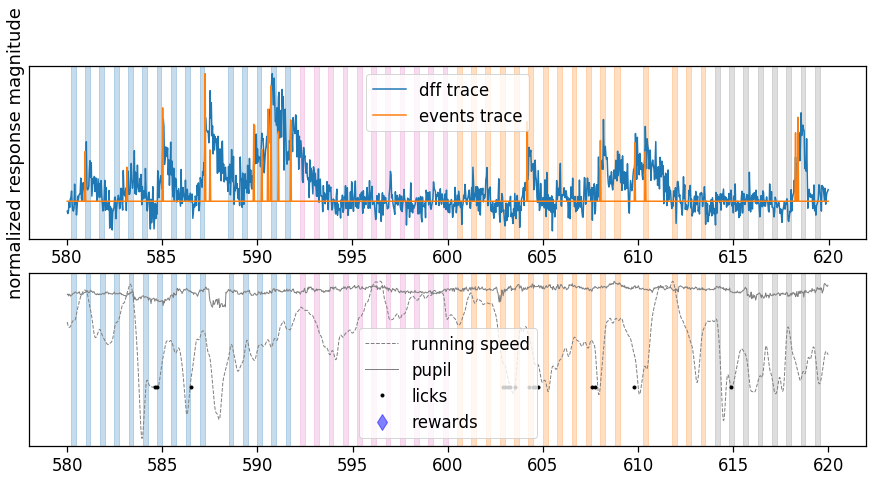 normalized response magnitude
dff trace
events trace
580 585 590 595 600 605 610 615 620
running speed
pupil
licks
rewards
580 585 590 595 600 605 610 615 620